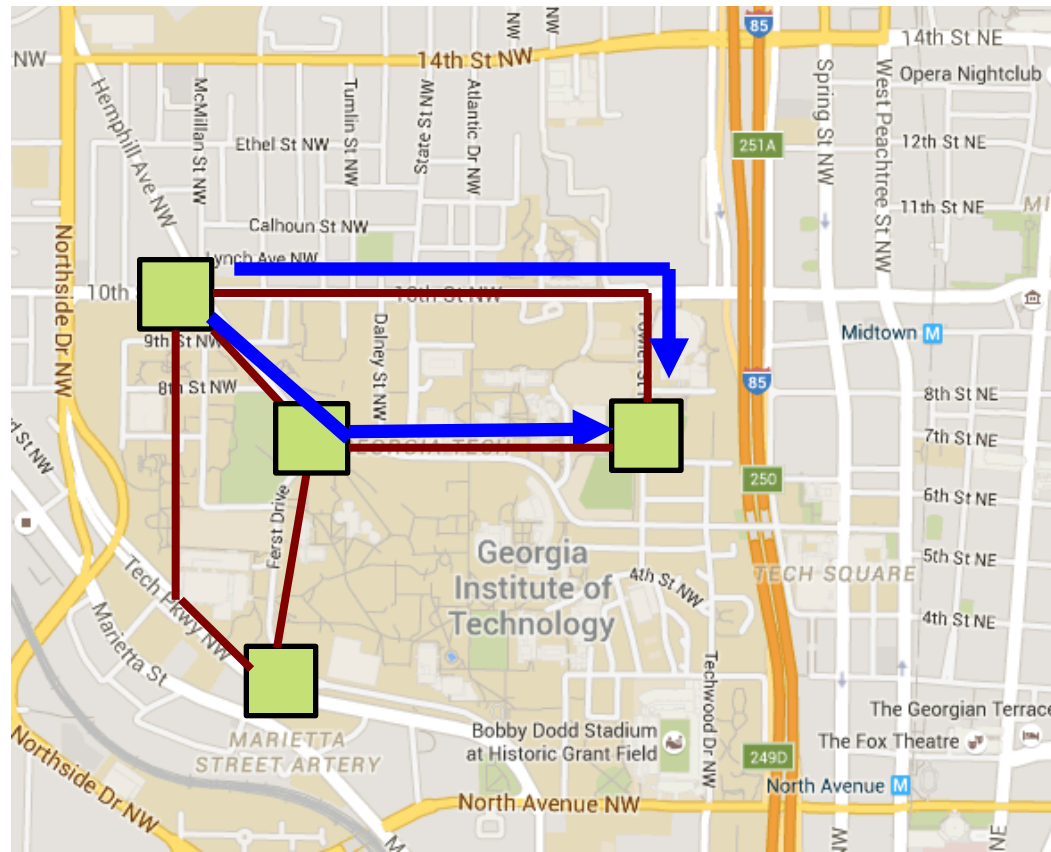 NW
NW
85
14th St NE
14th St NW
NW
Opera Nightclub
Hemphill Ave NW
McMillan St NW
Tumlin St NW
State St NW
Atlantic Dr NW
Spring St NW
West Peachtree St NW
251A
Ethel St NW
12th St NE
11th St NE
MI
Calhoun St NW
Lynch Ave NW
Northside Dr NW
10th
10th St NW
9th St NW
Dalney St NW
Midtown M
8th St NW
85
8th St NE
7th St NE
GEORGIA TECH
d St NW
250
6th St NE
Ferst Drive
Georgia
Institute of
Technology
5th St NE
4th St NW
TECH SQUARE
Tech Pkwy NW
Marietta St
4th St NE
Techwood Dr NW
The Georgian Terrace
Bobby Dodd Stadium
at Historic Grant Field
The Fox Theatre
MARIETTA
STREET ARTERY
249D
Northside Dr NW
North Avenue M
North Avenue NW
M
NE